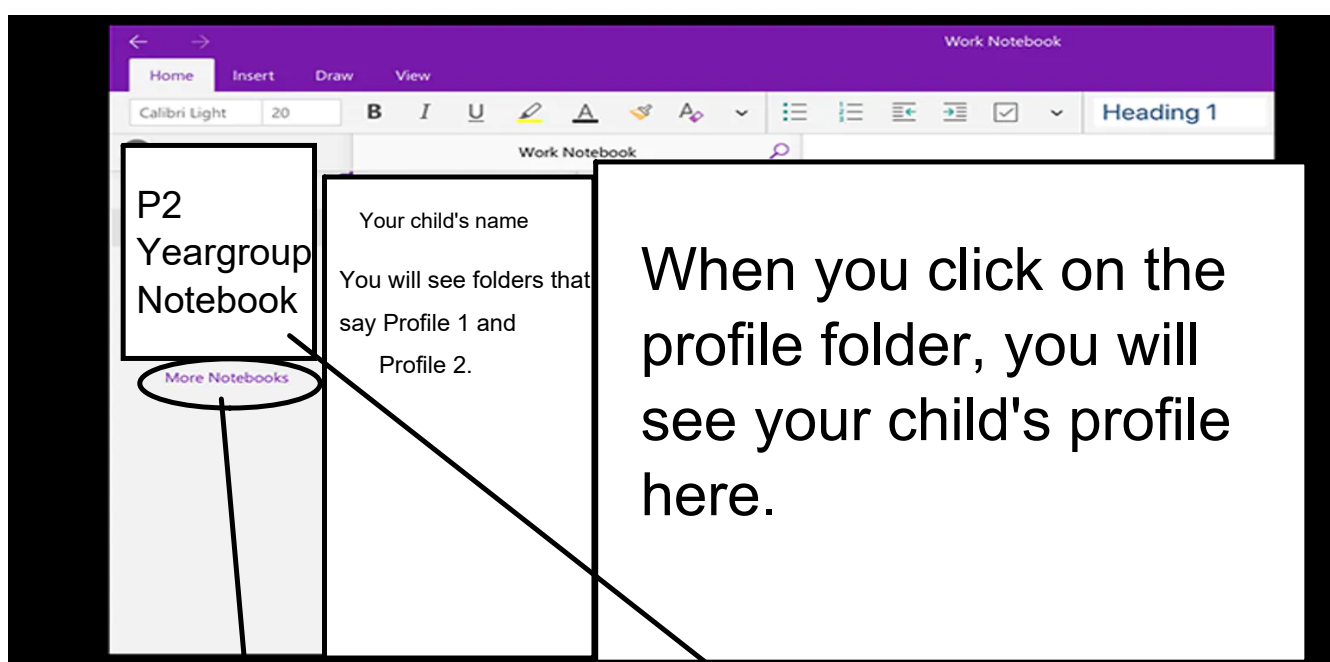 Work Notebook
Home Insert Draw View
Calibri Light 20 B I U A A Heading 1
Work Notebook
P2
Yeargroup
Notebook
More Notebooks
Your child's name
You will see folders that
say Profile 1 and
Profile 2.
When you click on the
profile folder, you will
see your child's profile
here.